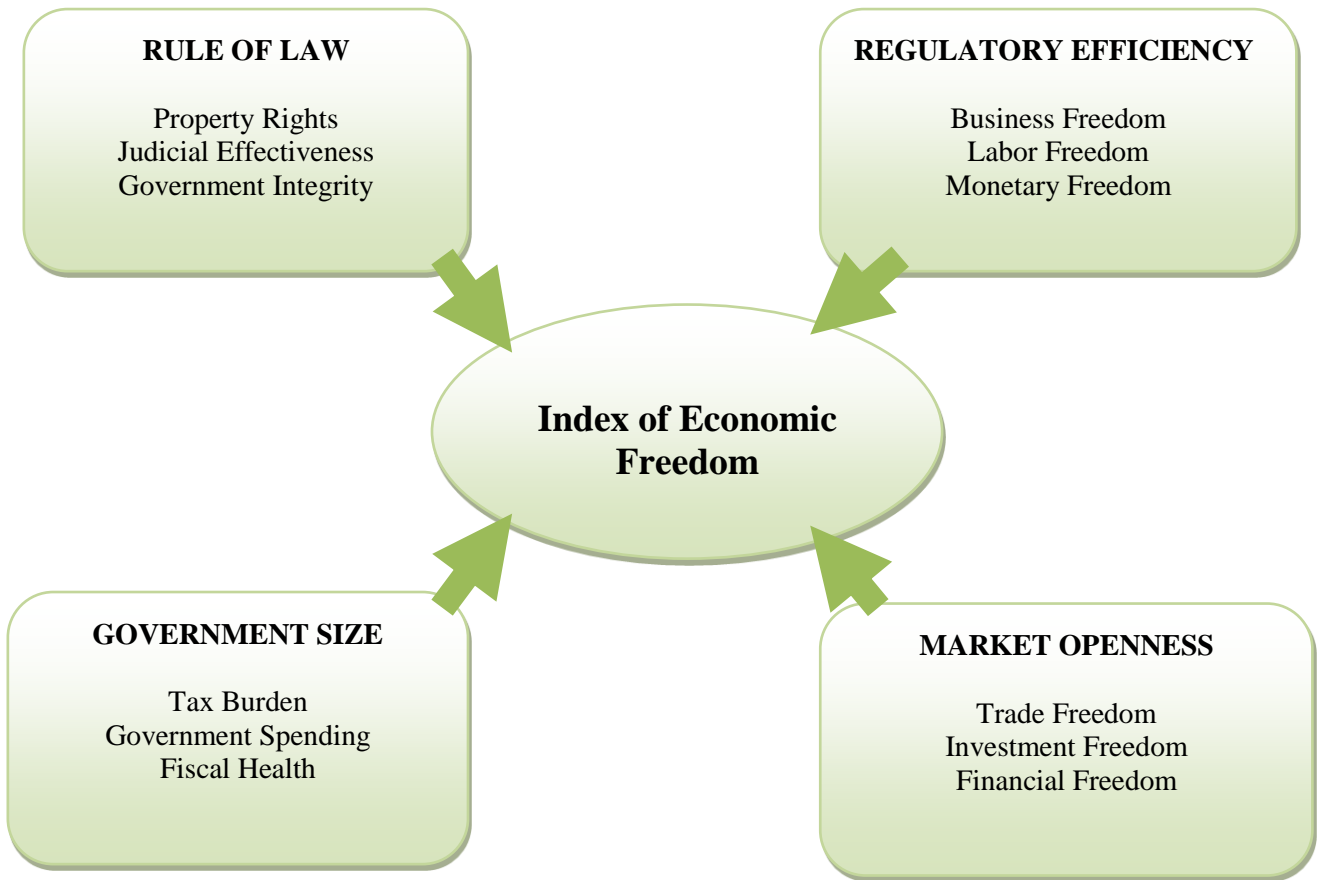 RULE OF LAW
Property Rights
Judicial Effectiveness
Government Integrity
REGULATORY EFFICIENCY
Business Freedom
Labor Freedom
Monetary Freedom
Index of Economic
Freedom
GOVERNMENT SIZE
Tax Burden
Government Spending
Fiscal Health
MARKET OPENNESS
Trade Freedom
Investment Freedom
Financial Freedom